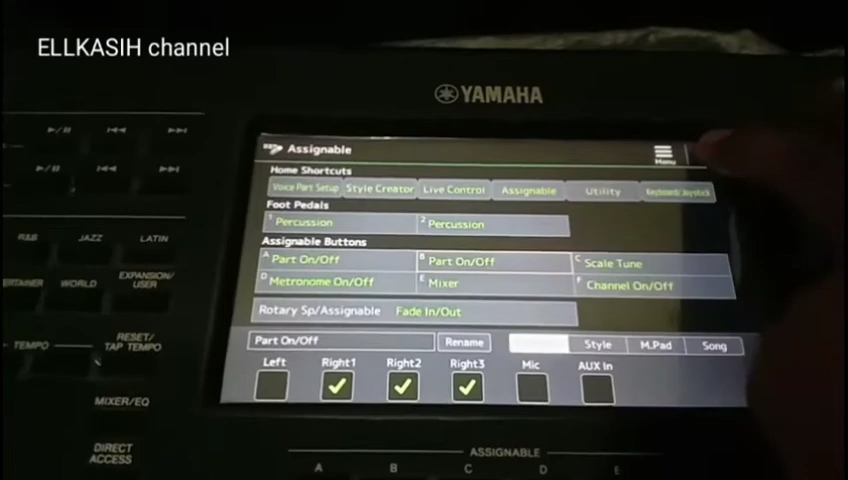 ELLKASIH channel
YAMAHA
Assignable
Menu
Home Shortcuts
Voice Part Setup Style Creator Live Control Assignable Utility Keyboard/Joystick
Foot Pedals
1 Percussion 2 Percussion
Assignable Buttons
A Part On/Off B Part On/Off C Scale Tune
D Metronome On/Off E Mixer F Channel On/Off
Rotary Sp/Assignable Fade In/Out
Part On/Off Rename Style M.Pad Song
Left Right1 Right2 Right3 Mic AUX In
R&B JAZZ LATIN
WORLD EXPANSION/
USER
TEMPO RESET/
TAP TEMPO
MIXER/EQ
DIRECT
ACCESS
ASSIGNABLE
A B C D E